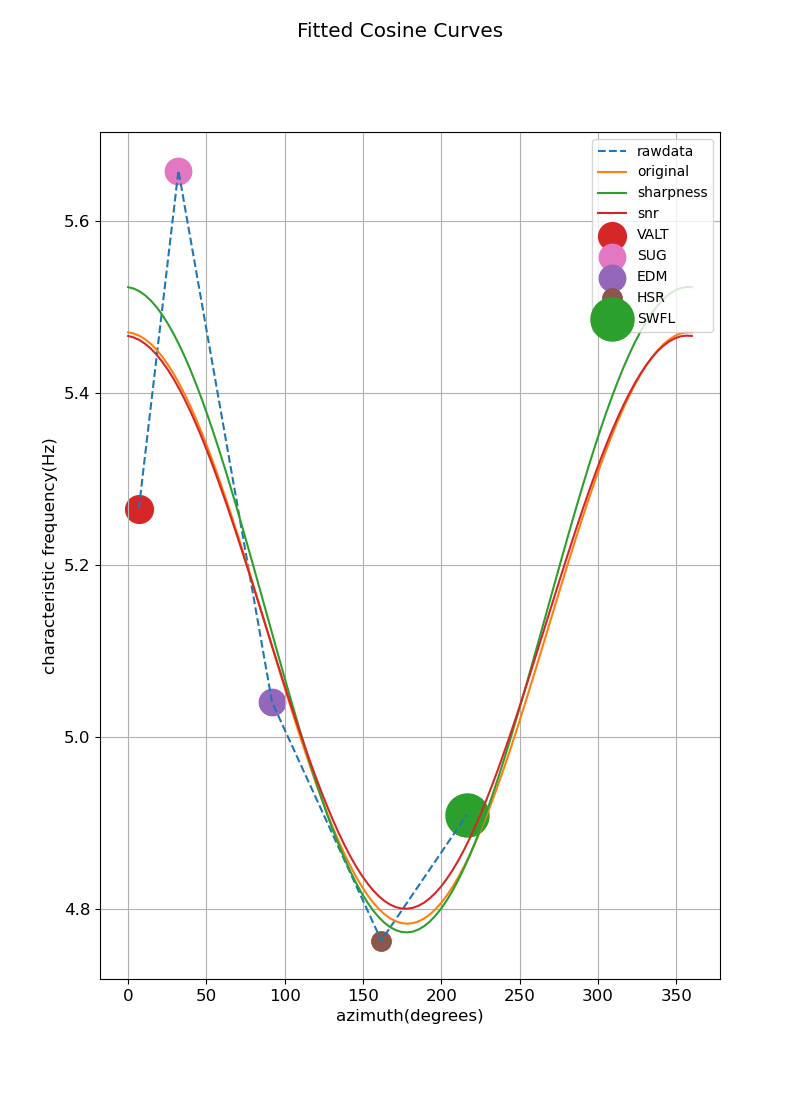 Fitted Cosine Curves
rawdata
original
sharpness
snr
VALT
SUG
EDM
HSR
SWFL
characteristic frequency(Hz)
5.6
5.4
5.2
5.0
4.8
0 50 100 150 200 250 300 350
azimuth(degrees)